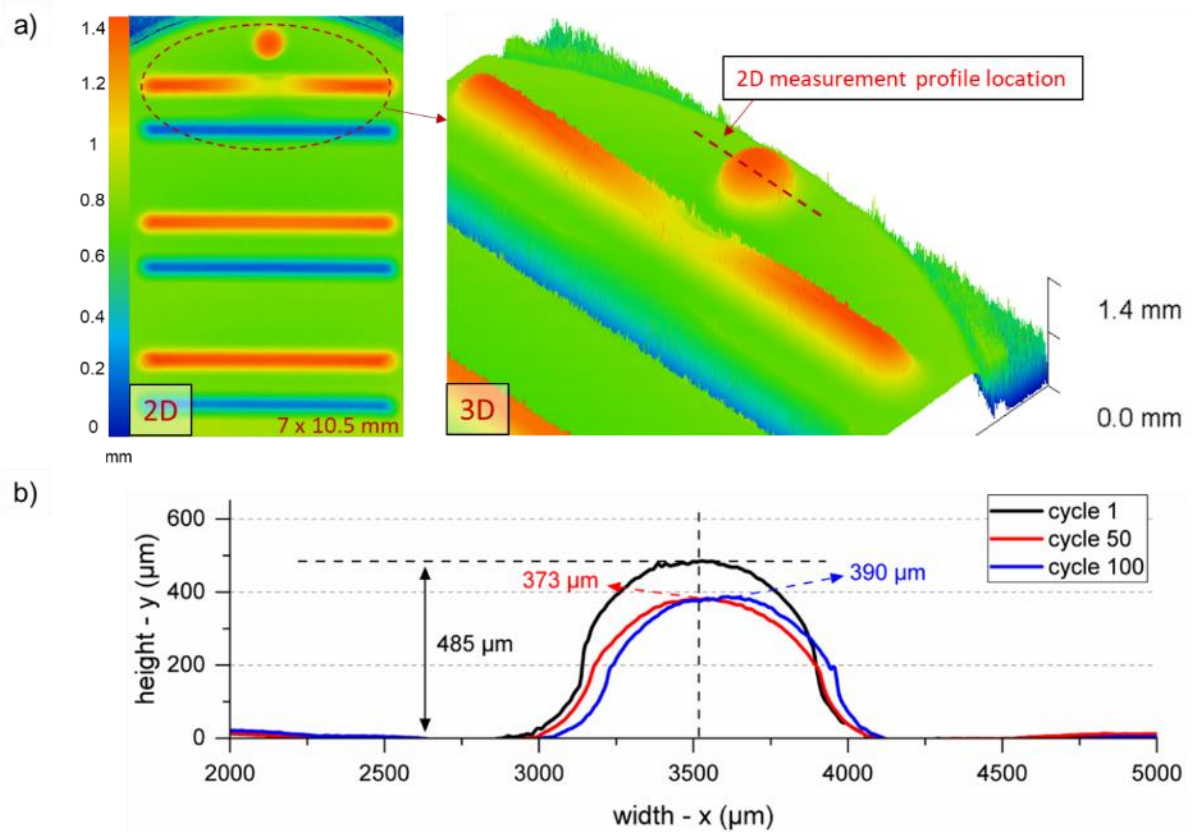 a)
1.4
1.2
1
0.8
0.6
0.4
0.2
0
mm
2D
7 x 10.5 mm
2D measurement profile location
3D
1.4 mm
0.0 mm
b)
height - y (µm)
600
400
200
0
485 µm
373 µm
390 µm
cycle 1
cycle 50
cycle 100
2000
2500
3000
3500
4000
4500
5000
width - x (µm)